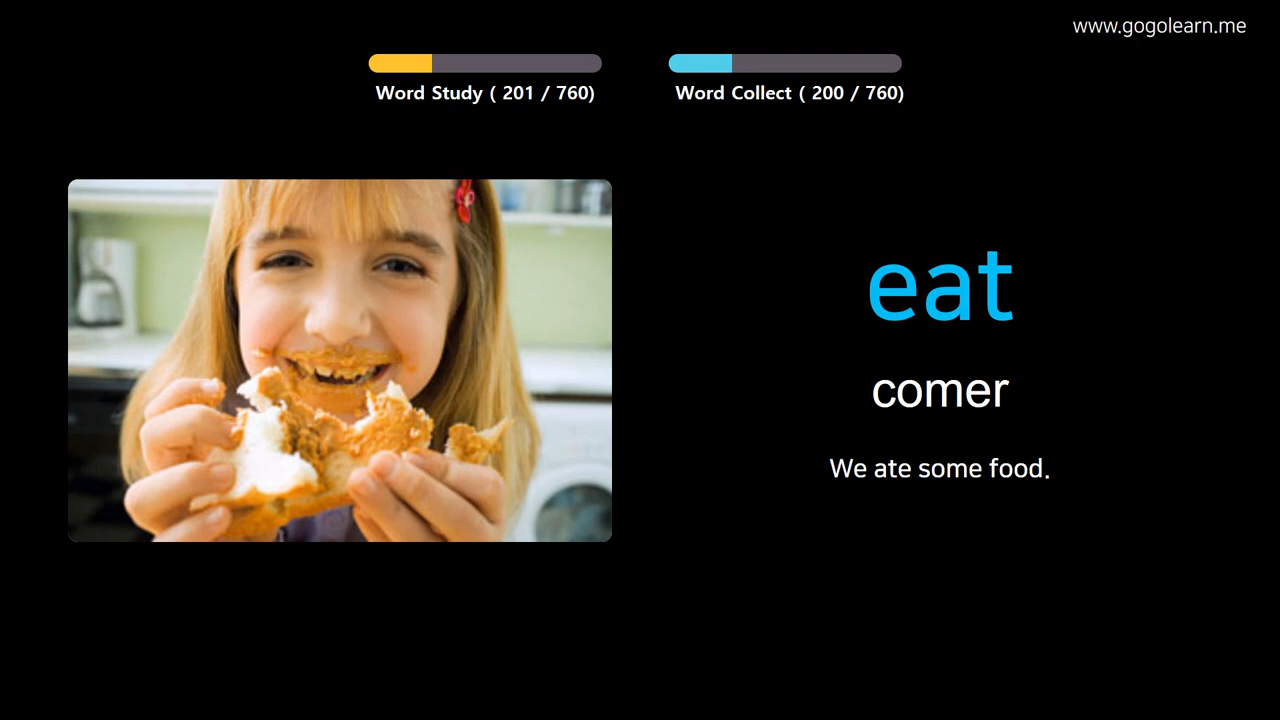 www.gogolearn.me
Word Study ( 201 / 760)
Word Collect ( 200 / 760)
eat
comer
We ate some food.